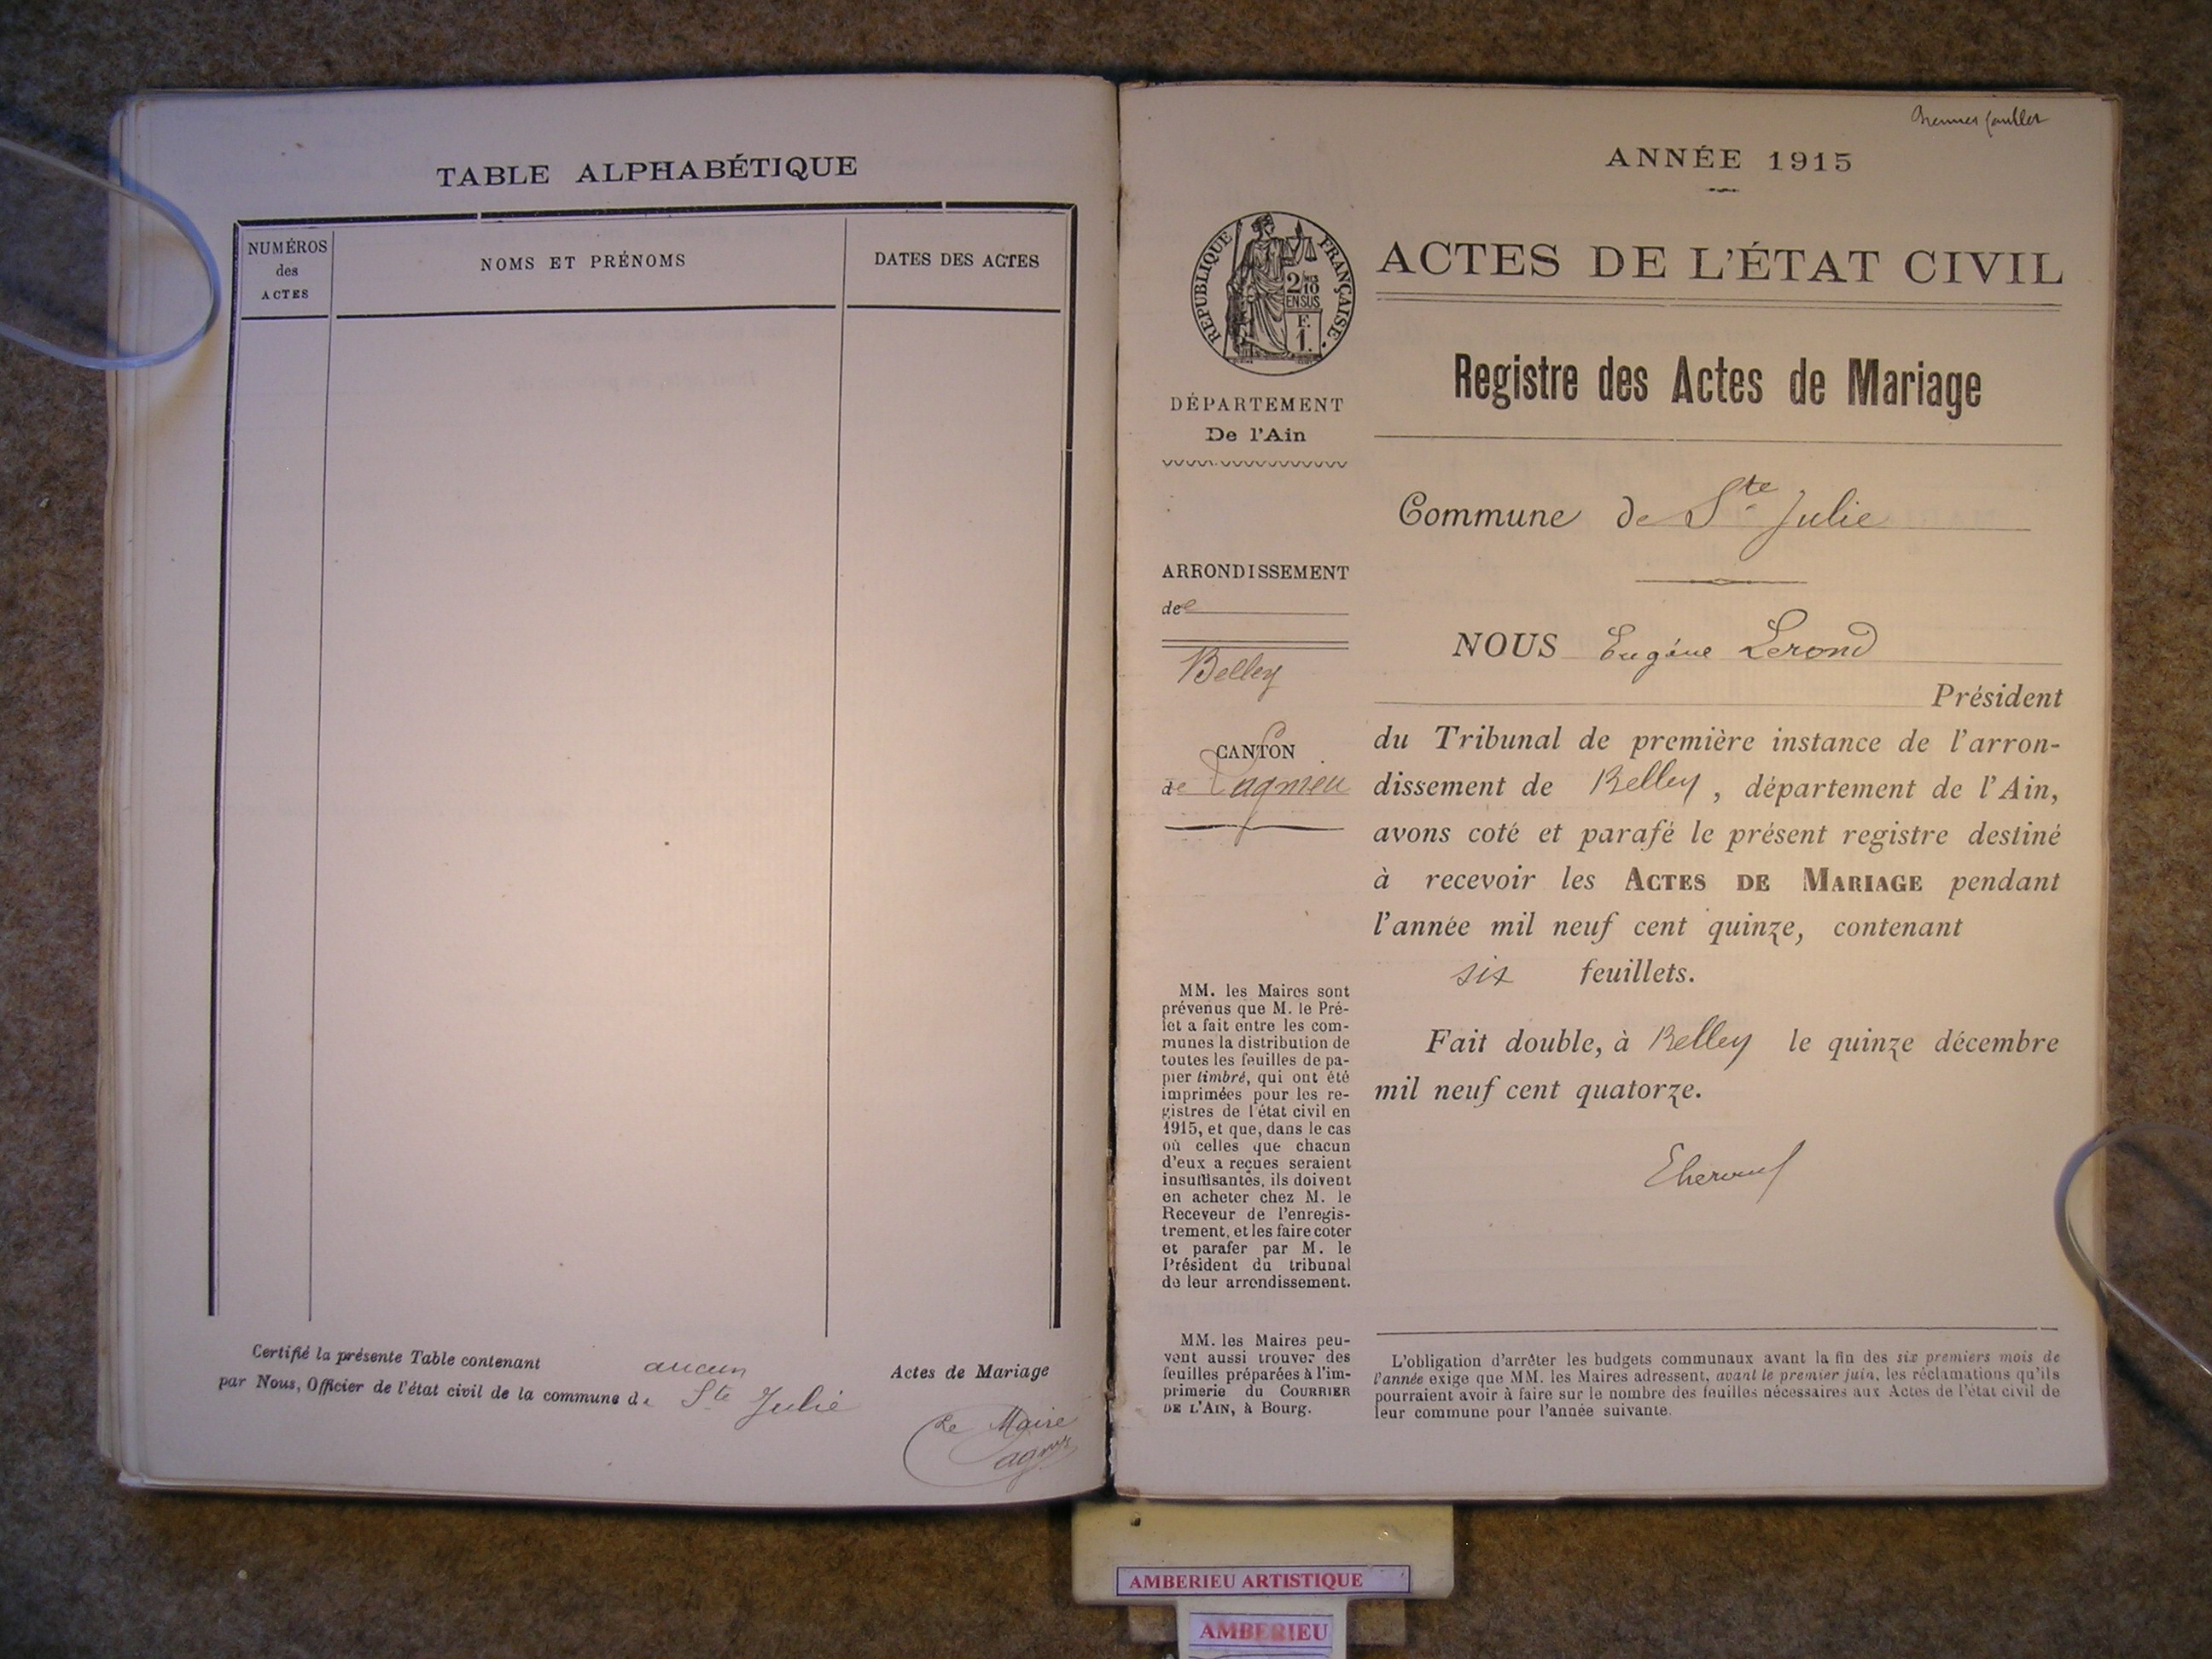 TABLE ALPHABÉTIQUE
NUMÉROS
des
ACTES
NOMS ET PRÉNOMS
DATES DES ACTES
Certifié la présente Table contenant aucun Actes de Mariage
par Nous, Officier de l'état civil de la commune de Ste Julie
Le Maire
Premier feuillet
ANNÉE 1915
RÉPUBLIQUE FRANÇAISE
2/10
EN SUS
F.
1.
ACTES DE L'ÉTAT CIVIL
DÉPARTEMENT
De l'Ain
Registre des Actes de Mariage
Commune de Ste Julie
ARRONDISSEMENT
de
Belley
CANTON
de Lagnieu
NOUS Eugéne Lerond
Président
du Tribunal de première instance de l'arron-
dissement de Belley, département de l'Ain,
avons coté et parafé le présent registre destiné
à recevoir les ACTES DE MARIAGE pendant
l'année mil neuf cent quinze, contenant
six feuillets.
Fait double, à Belley le quinze décembre
mil neuf cent quatorze.
MM. les Maires sont
prévenus que M. le Pré-
fet a fait entre les com-
munes la distribution de
toutes les feuilles de pa-
pier timbré, qui ont été
imprimées pour les re-
gistres de l'état civil en
1915, et que, dans le cas
où celles que chacun
d'eux a reçues seraient
insuffisantes, ils doivent
en acheter chez M. le
Receveur de l'enregis-
trement, et les faire coter
et parafer par M. le
Président du tribunal
de leur arrondissement.
MM. les Maires peu-
vent aussi trouver des
feuilles préparées à l'im-
primerie du COURRIER
DE L'AIN, à Bourg.
L'obligation d'arrêter les budgets communaux avant la fin des six premiers mois de
l'année exige que MM. les Maires adressent, avant le premier juin, les réclamations qu'ils
pourraient avoir à faire sur le nombre des feuilles nécessaires aux Actes de l'état civil de
leur commune pour l'année suivante.
AMBERIEU ARTISTIQUE
AMBERIEU